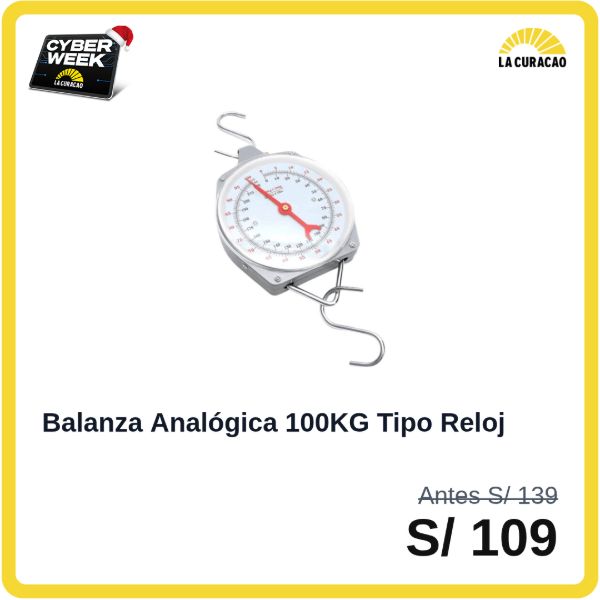 CYBER
WEEK
LA CURACAO
LA CURACAO
Balanza Analógica 100KG Tipo Reloj
Antes S/ 139
S/ 109